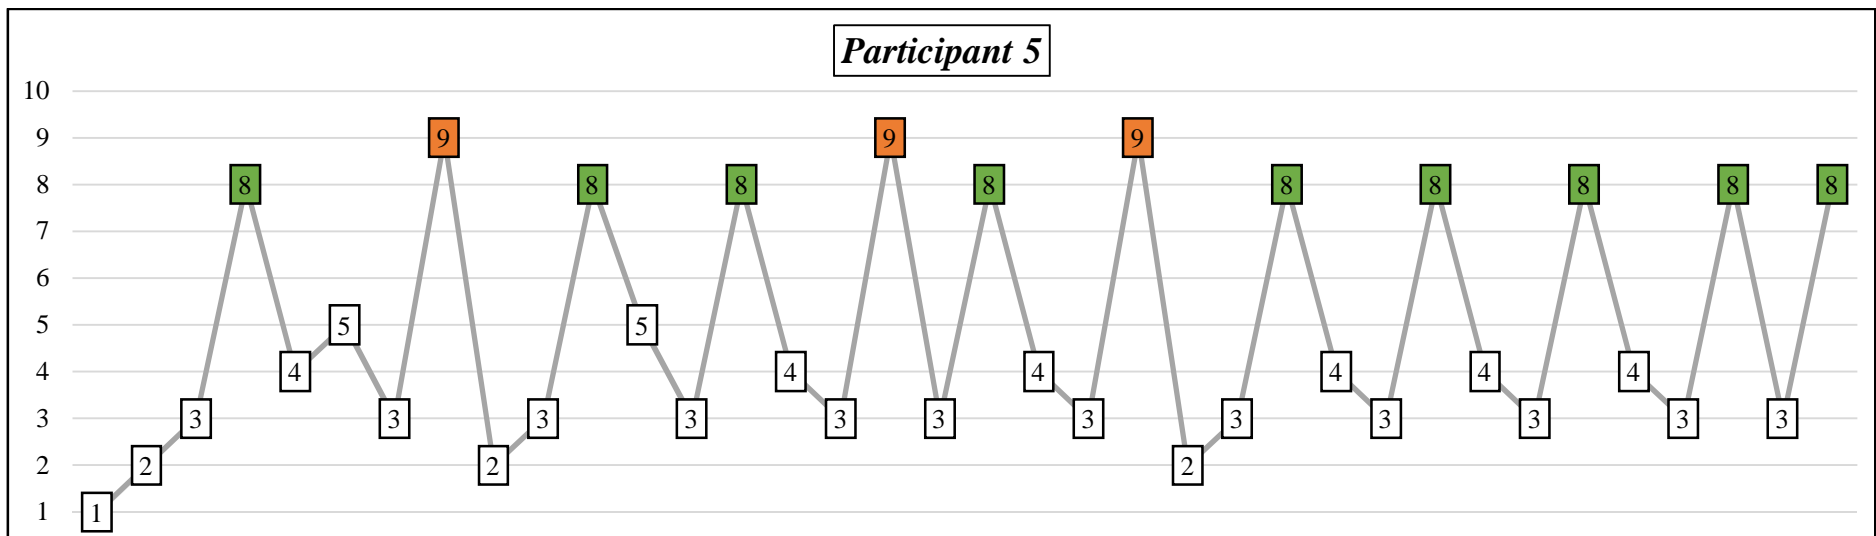 Participant 5
10
9 9 9 9
8 8 8 8 8 8 8 8 8 8
7
6
5 5 5
4 4 4 4 4 4 4
3 3 3 3 3 3 3 3 3 3 3 3 3
2 2 2 2
1 1